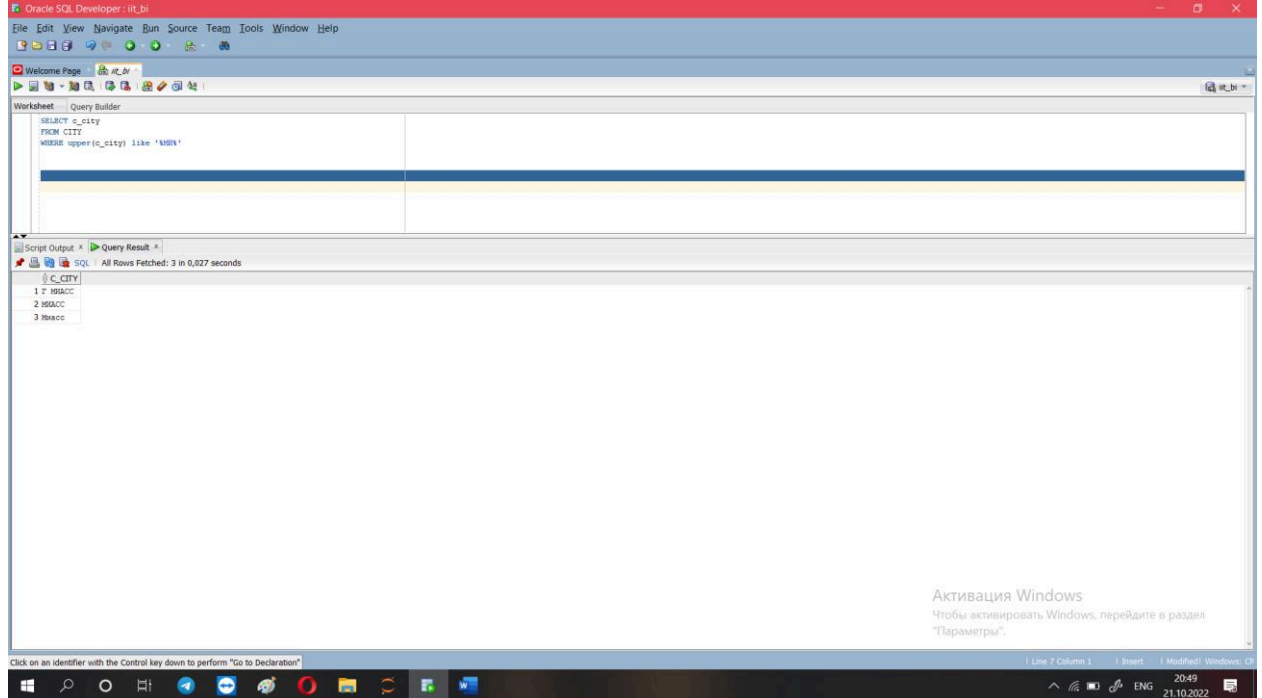 Oracle SQL Developer : iit_bi
File Edit View Navigate Run Source Team Tools Window Help
Welcome Page iit_bi
iit_bi
Worksheet Query Builder
SELECT c_city
FROM CITY
WHERE upper(c_city) like '%МИ%'
Script Output × Query Result ×
SQL | All Rows Fetched: 3 in 0,027 seconds
C_CITY
1 Г МИАСС
2 МИАСС
3 Миасс
Активация Windows
Чтобы активировать Windows, перейдите в раздел
"Параметры".
Click on an identifier with the Control key down to perform "Go to Declaration"
| Line 7 Column 1 | Insert | Modified| Windows: CF
20:49
ENG
21.10.2022